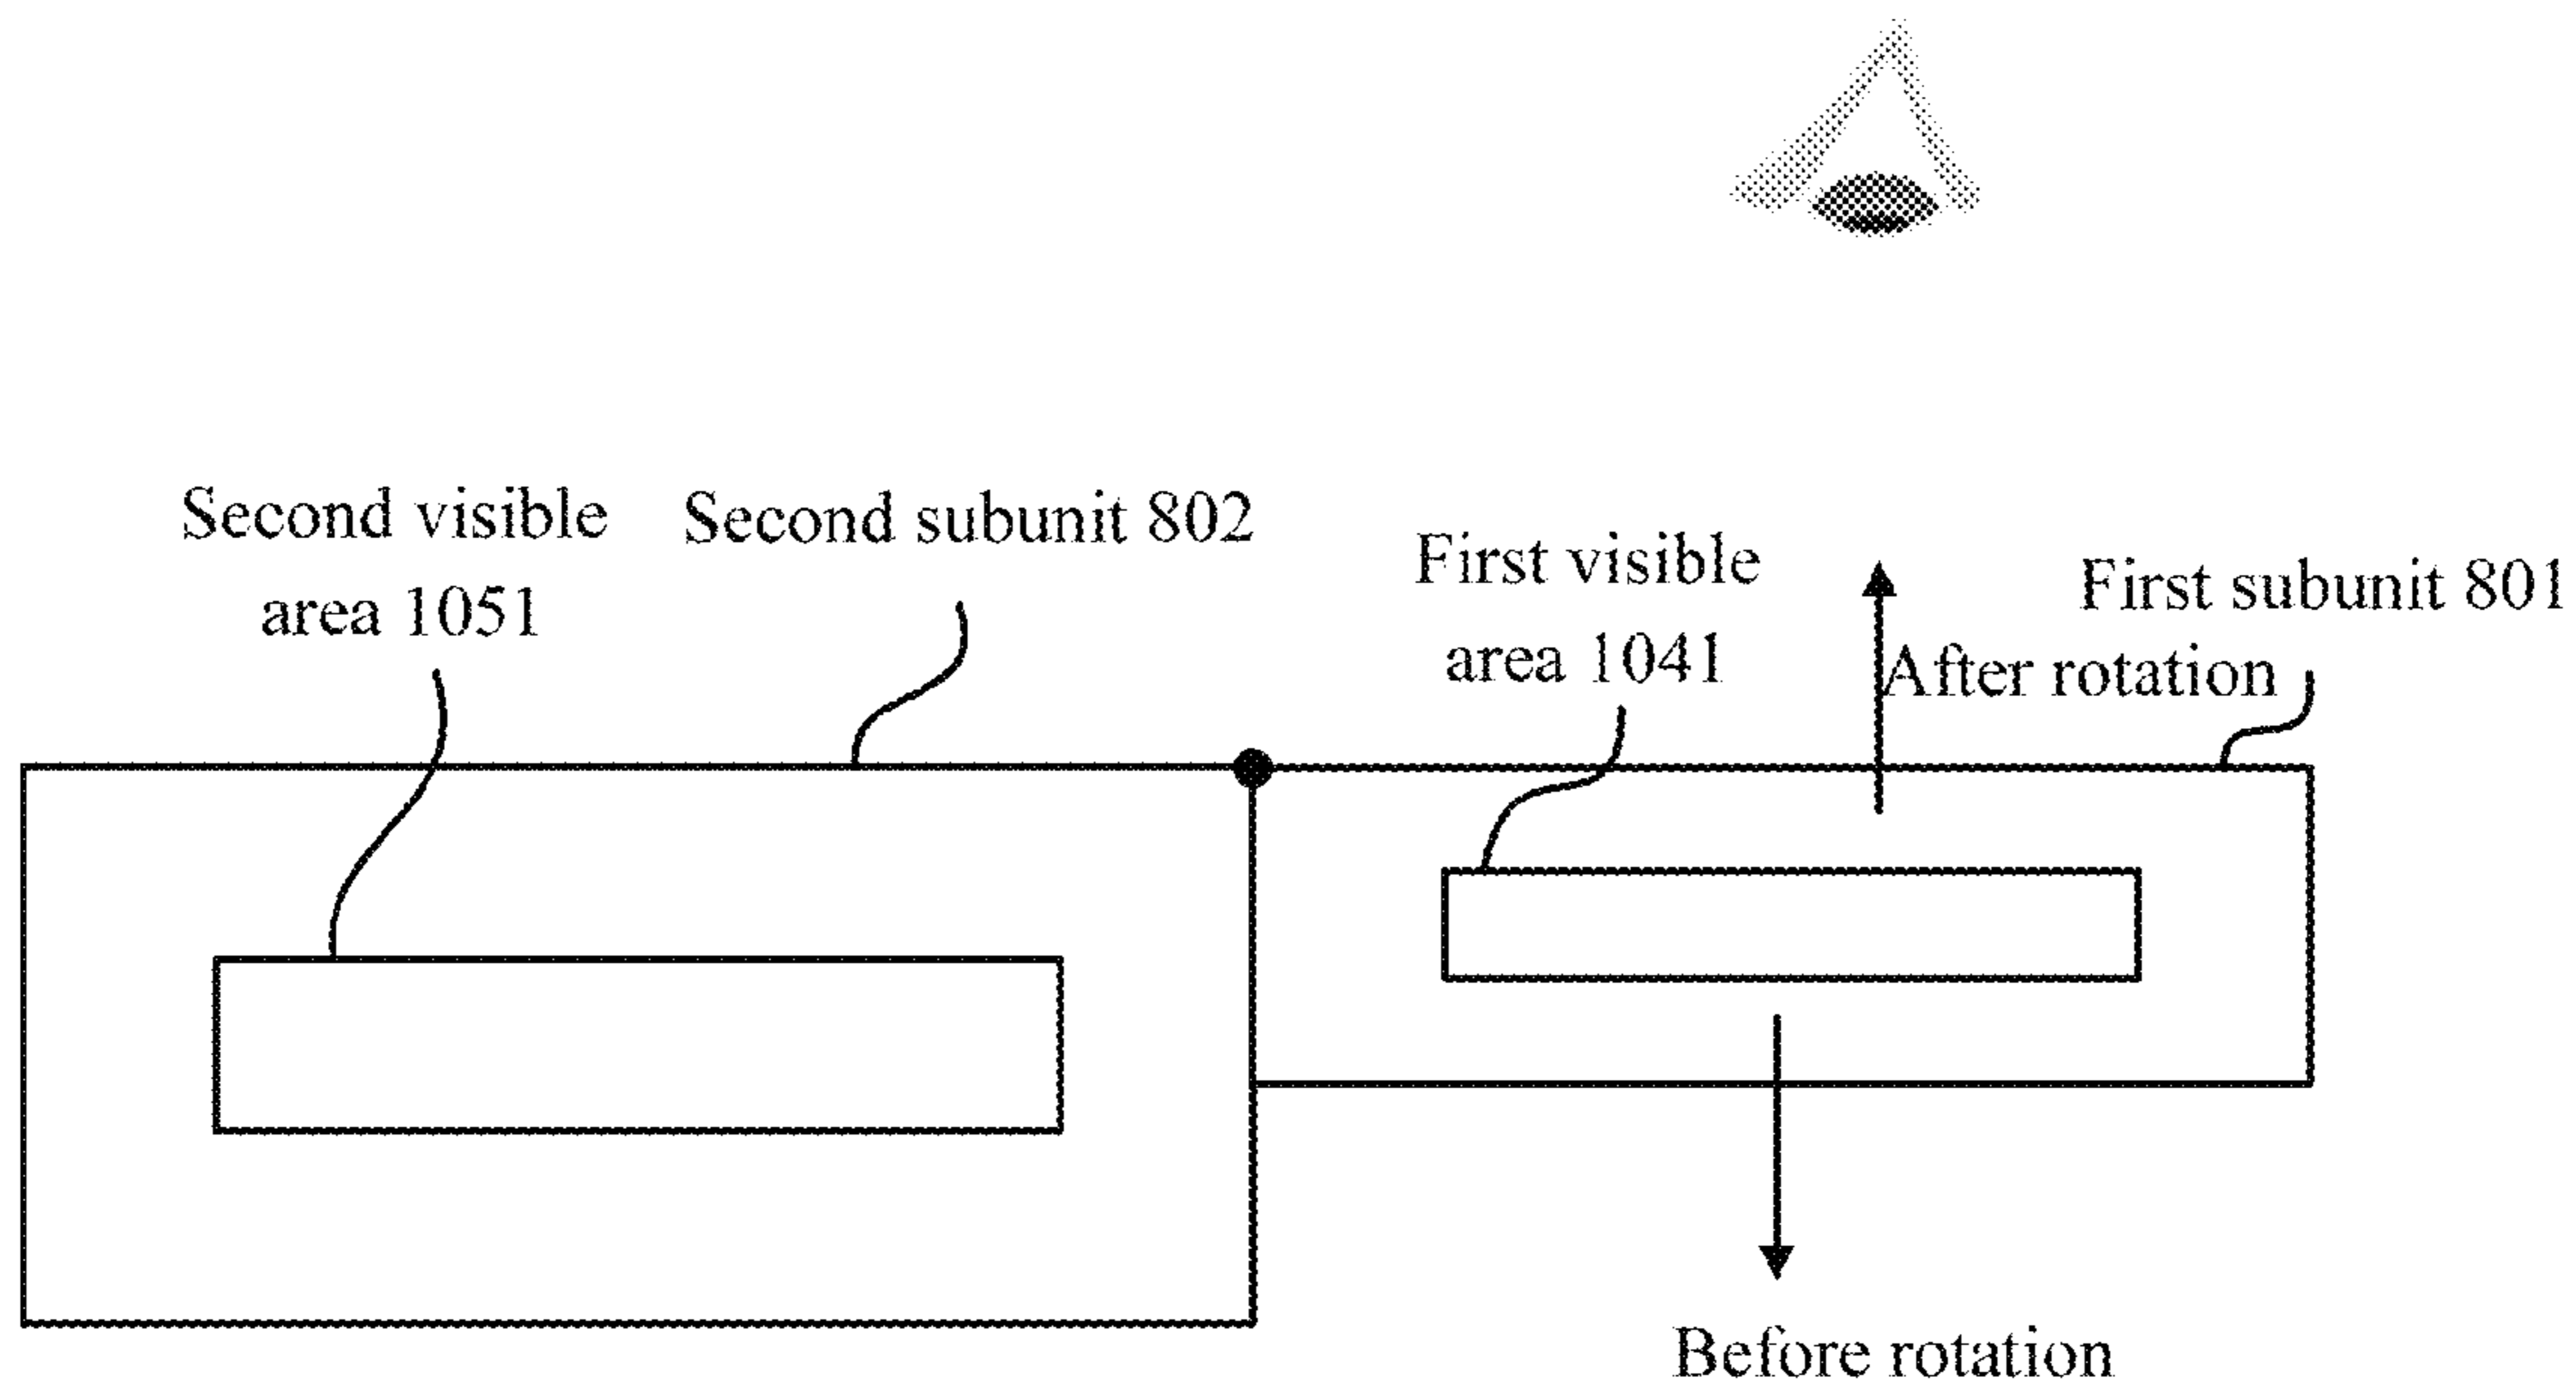 Second visible
area 1051
Second subunit 802
First visible
area 1041
First subunit 801
After rotation
Before rotation